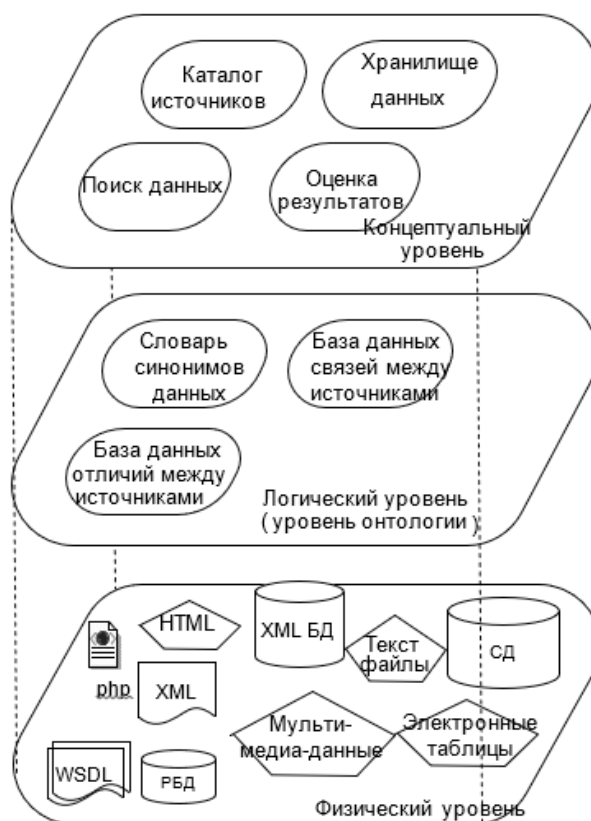 Каталог
источников
Хранилище
данных
Поиск данных
Оценка
результатов
Концептуальный
уровень
Словарь
синонимов
данных
База данных
связей между
источниками
База данных
отличий между
источниками
Логический уровень
( уровень онтологии )
HTML
XML БД
Текст
файлы
СД
php
XML
Мульти-
медиа-данные
Электронные
таблицы
WSDL
РБД
Физический уровень